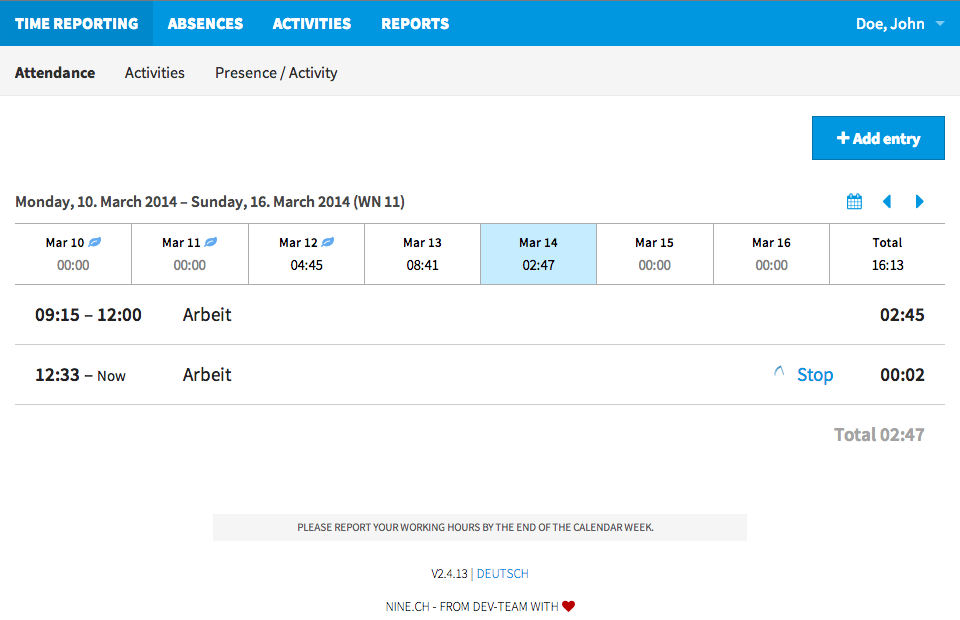 TIME REPORTING ABSENCES ACTIVITIES REPORTS Doe, John
Attendance Activities Presence / Activity
+ Add entry
Monday, 10. March 2014 – Sunday, 16. March 2014 (WN 11)
Mar 10 Mar 11 Mar 12 Mar 13 Mar 14 Mar 15 Mar 16 Total
00:00 00:00 04:45 08:41 02:47 00:00 00:00 16:13
09:15 – 12:00 Arbeit 02:45
12:33 – Now Arbeit Stop 00:02
Total 02:47
PLEASE REPORT YOUR WORKING HOURS BY THE END OF THE CALENDAR WEEK.
V2.4.13 | DEUTSCH
NINE.CH - FROM DEV-TEAM WITH ❤